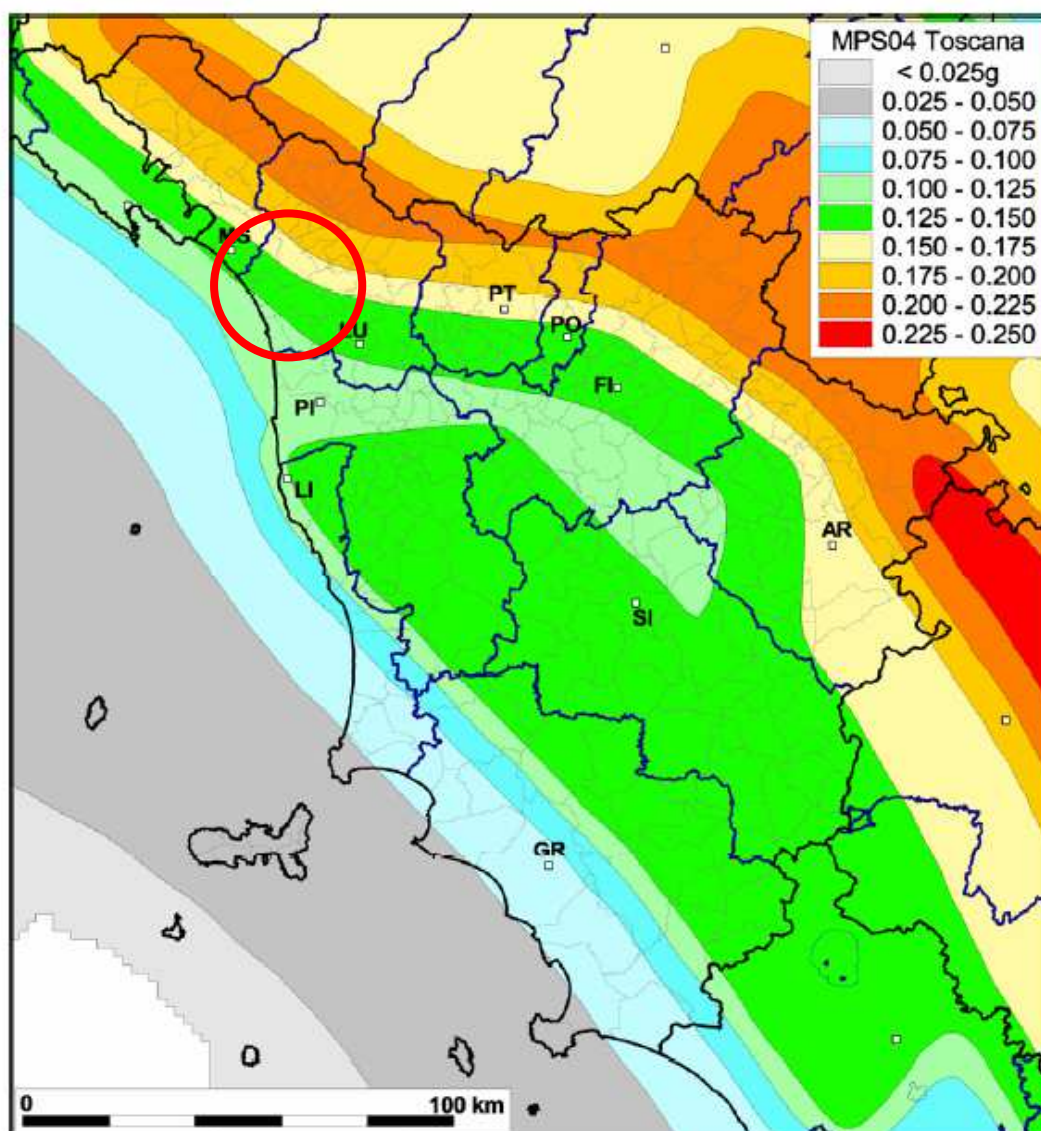 MPS04 Toscana
< 0.025g
0.025 - 0.050
0.050 - 0.075
0.075 - 0.100
0.100 - 0.125
0.125 - 0.150
0.150 - 0.175
0.175 - 0.200
0.200 - 0.225
0.225 - 0.250
MS
PT
PO
LU
FI
PI
LI
AR
SI
GR
0 100 km